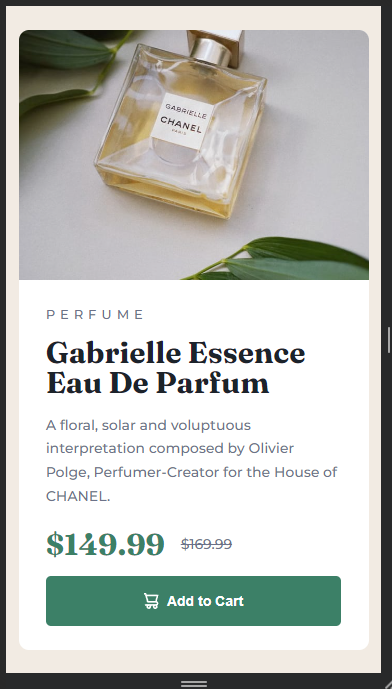 GABRIELLE
CHANEL
PARIS
PERFUME
Gabrielle Essence
Eau De Parfum
A floral, solar and voluptuous
interpretation composed by Olivier
Polge, Perfumer-Creator for the House of
CHANEL.
$149.99 $169.99
Add to Cart